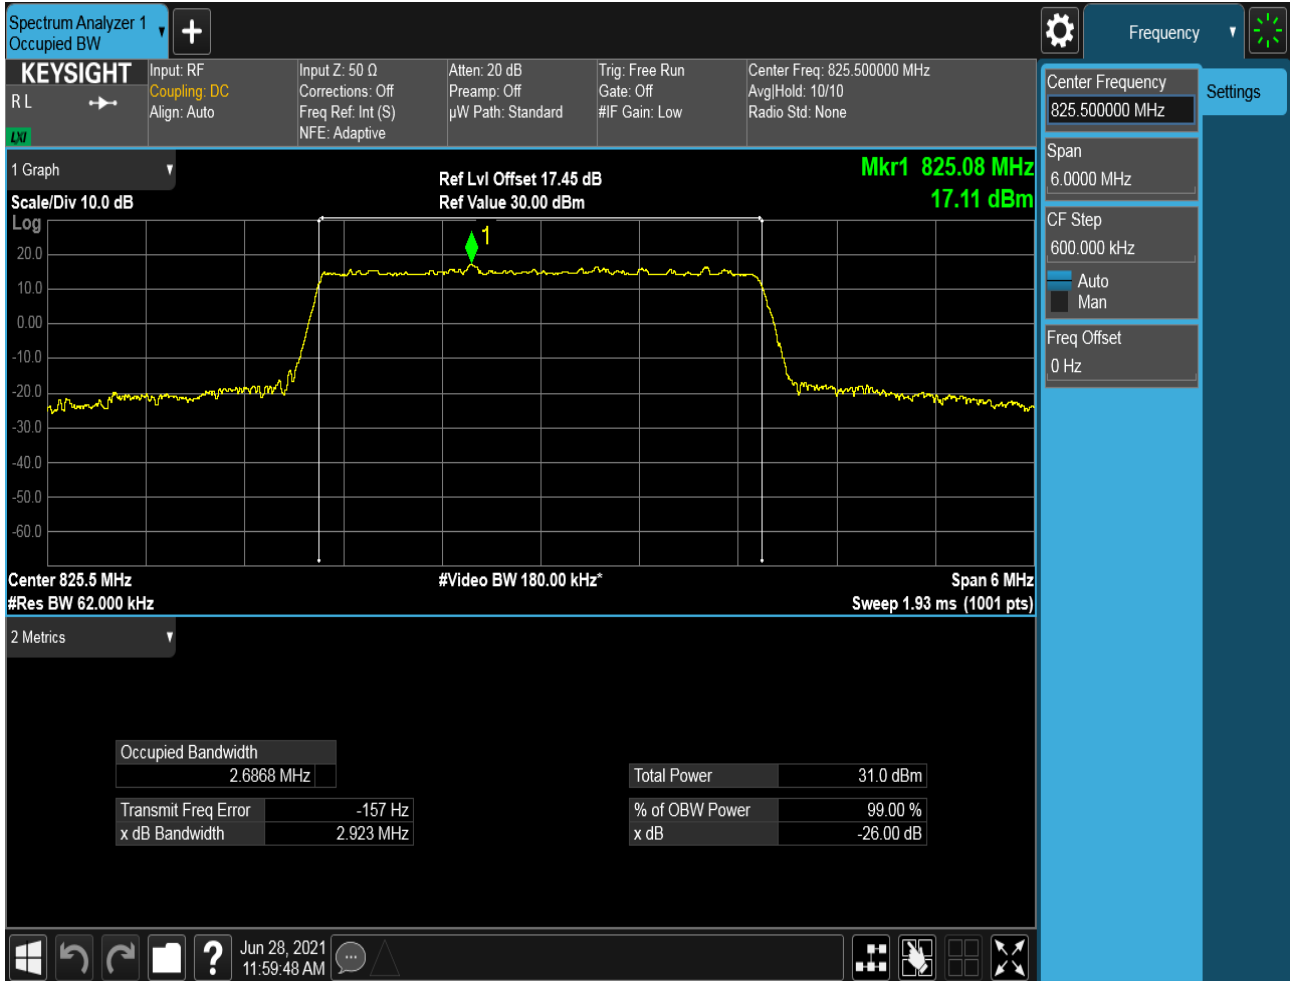 Spectrum Analyzer 1
Occupied BW
Frequency
KEYSIGHT
R L
LXI
Input: RF
Coupling: DC
Align: Auto
Input Z: 50 Ω
Corrections: Off
Freq Ref: Int (S)
NFE: Adaptive
Atten: 20 dB
Preamp: Off
µW Path: Standard
Trig: Free Run
Gate: Off
#IF Gain: Low
Center Freq: 825.500000 MHz
Avg|Hold: 10/10
Radio Std: None
Center Frequency
825.500000 MHz
Settings
Span
6.0000 MHz
CF Step
600.000 kHz
Auto
Man
Freq Offset
0 Hz
1 Graph
Scale/Div 10.0 dB
Ref Lvl Offset 17.45 dB
Ref Value 30.00 dBm
Mkr1 825.08 MHz
17.11 dBm
Log
1
20.0
10.0
0.00
-10.0
-20.0
-30.0
-40.0
-50.0
-60.0
Center 825.5 MHz
#Video BW 180.00 kHz*
Span 6 MHz
#Res BW 62.000 kHz
Sweep 1.93 ms (1001 pts)
2 Metrics
Occupied Bandwidth
2.6868 MHz
Total Power 31.0 dBm
Transmit Freq Error -157 Hz
% of OBW Power 99.00 %
x dB Bandwidth 2.923 MHz
x dB -26.00 dB
?
Jun 28, 2021
11:59:48 AM